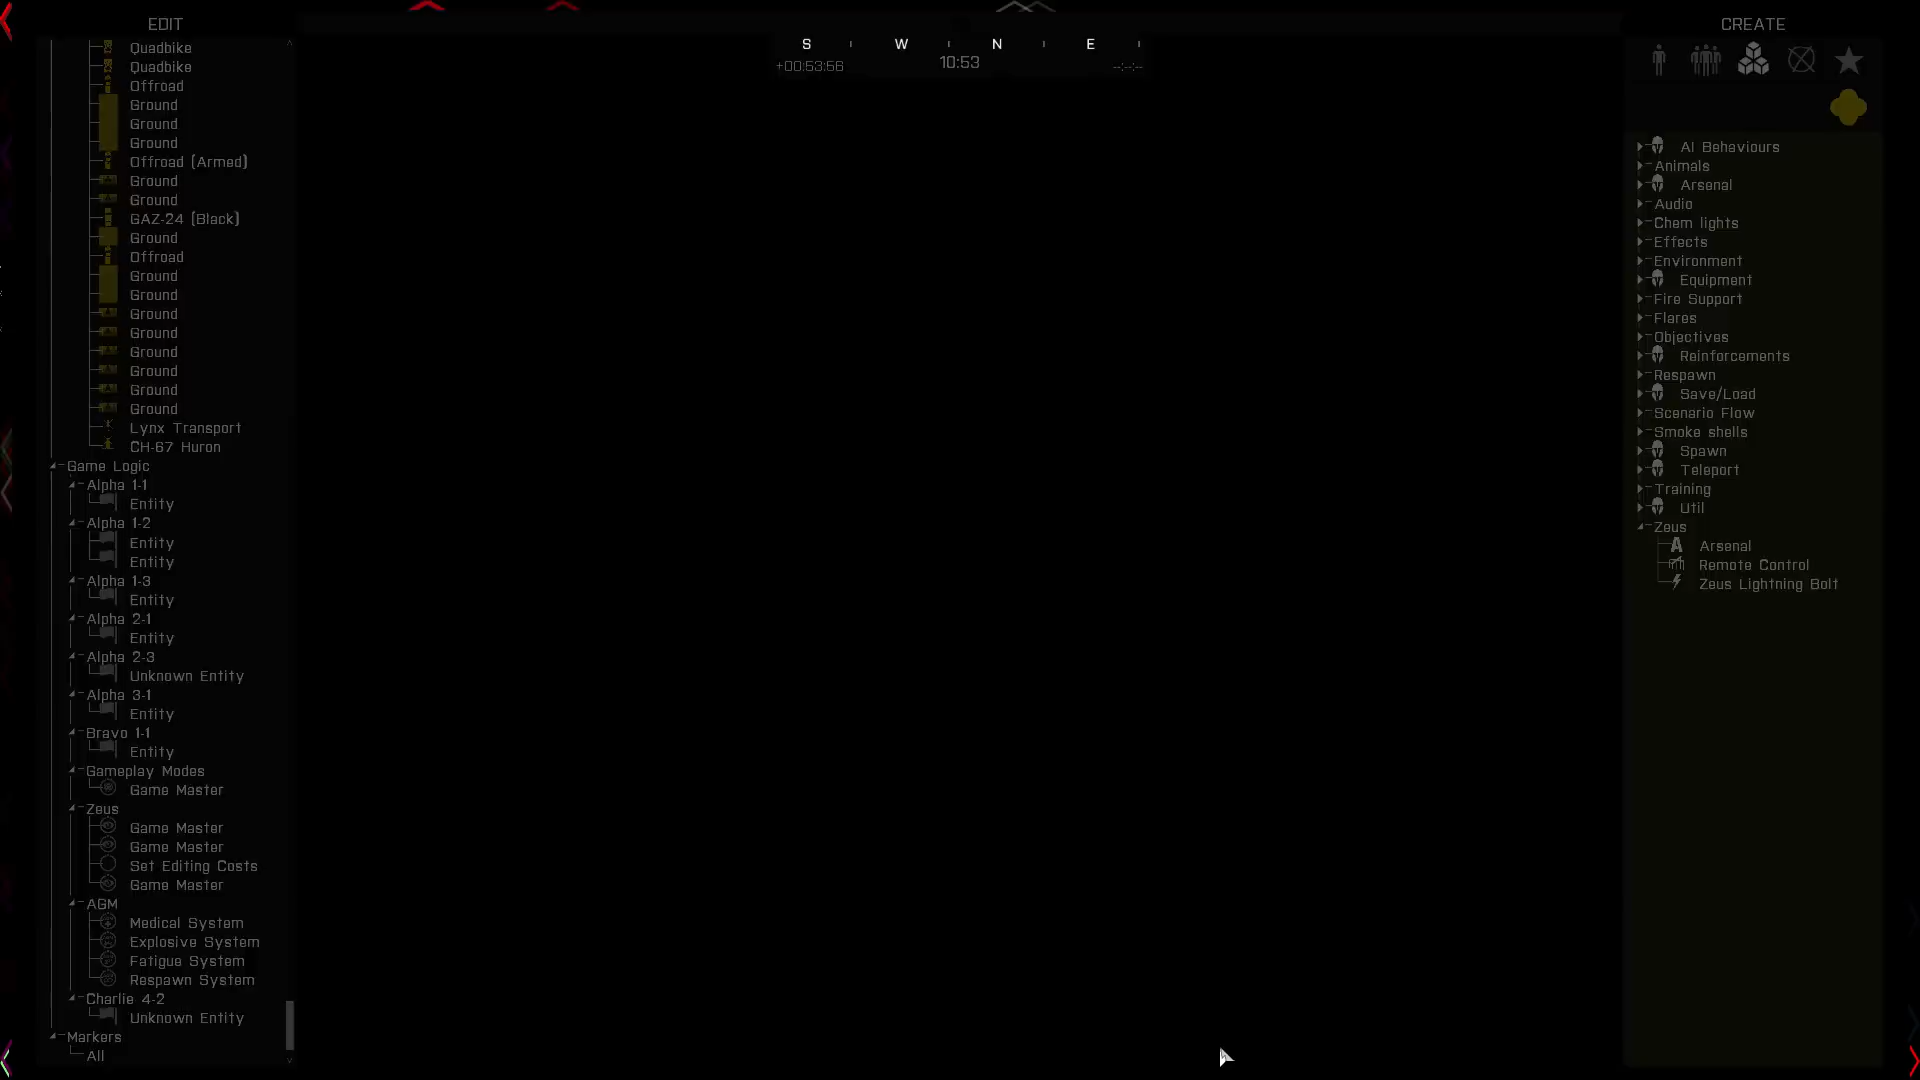 EDIT
Quadbike
Quadbike
Offroad
Ground
Ground
Ground
Offroad (Armed)
Ground
Ground
GAZ-24 (Black)
Ground
Offroad
Ground
Ground
Ground
Ground
Ground
Ground
Ground
Ground
Lynx Transport
CH-67 Huron
Game Logic
Alpha 1-1
Entity
Alpha 1-2
Entity
Entity
Alpha 1-3
Entity
Alpha 2-1
Entity
Alpha 2-3
Unknown Entity
Alpha 3-1
Entity
Bravo 1-1
Entity
Gameplay Modes
Game Master
Zeus
Game Master
Game Master
Set Editing Costs
Game Master
AGM
Medical System
Explosive System
Fatigue System
Respawn System
Charlie 4-2
Unknown Entity
Markers
All
S W N E
+00:53:56 10:53 --:--:--
CREATE
AI Behaviours
Animals
Arsenal
Audio
Chem lights
Effects
Environment
Equipment
Fire Support
Flares
Objectives
Reinforcements
Respawn
Save/Load
Scenario Flow
Smoke shells
Spawn
Teleport
Training
Util
Zeus
Arsenal
Remote Control
Zeus Lightning Bolt